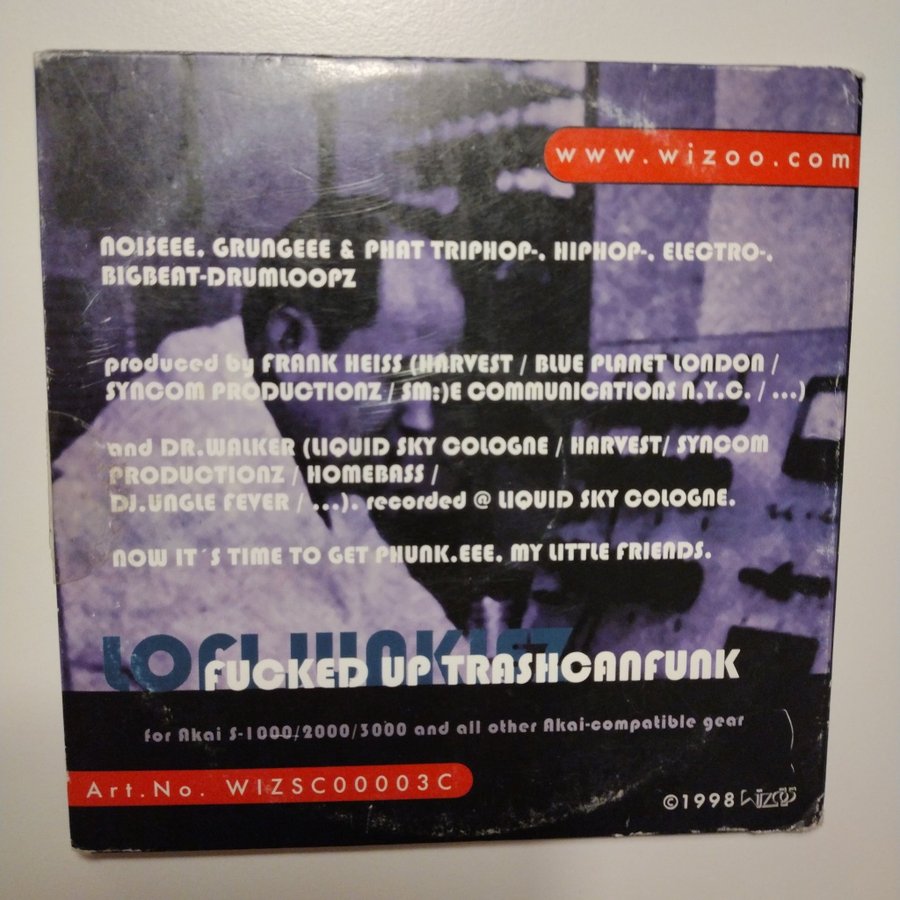 www.wizoo.com
NOISEEE, GRUNGEEE & PHAT TRIPHOP-, HIPHOP-, ELECTRO-,
BIGBEAT-DRUMLOOPZ
produced by FRANK HEISS (HARVEST / BLUE PLANET LONDON /
SYNCOM PRODUCTIONZ / SM:)E COMMUNICATIONS N.Y.C. / ...)
and DR.WALKER (LIQUID SKY COLOGNE / HARVEST/ SYNCOM
PRODUCTIONZ / HOMEBASS /
DJ.UNGLE FEVER / ...). recorded @ LIQUID SKY COLOGNE.
NOW IT´S TIME TO GET PHUNK.EEE, MY LITTLE FRIENDS.
LOFI JUNKIEZ
FUCKED UP TRASHCANFUNK
for Akai S-1000/2000/3000 and all other Akai-compatible gear
Art.No. WIZSC00003C
©1998 Wizoo